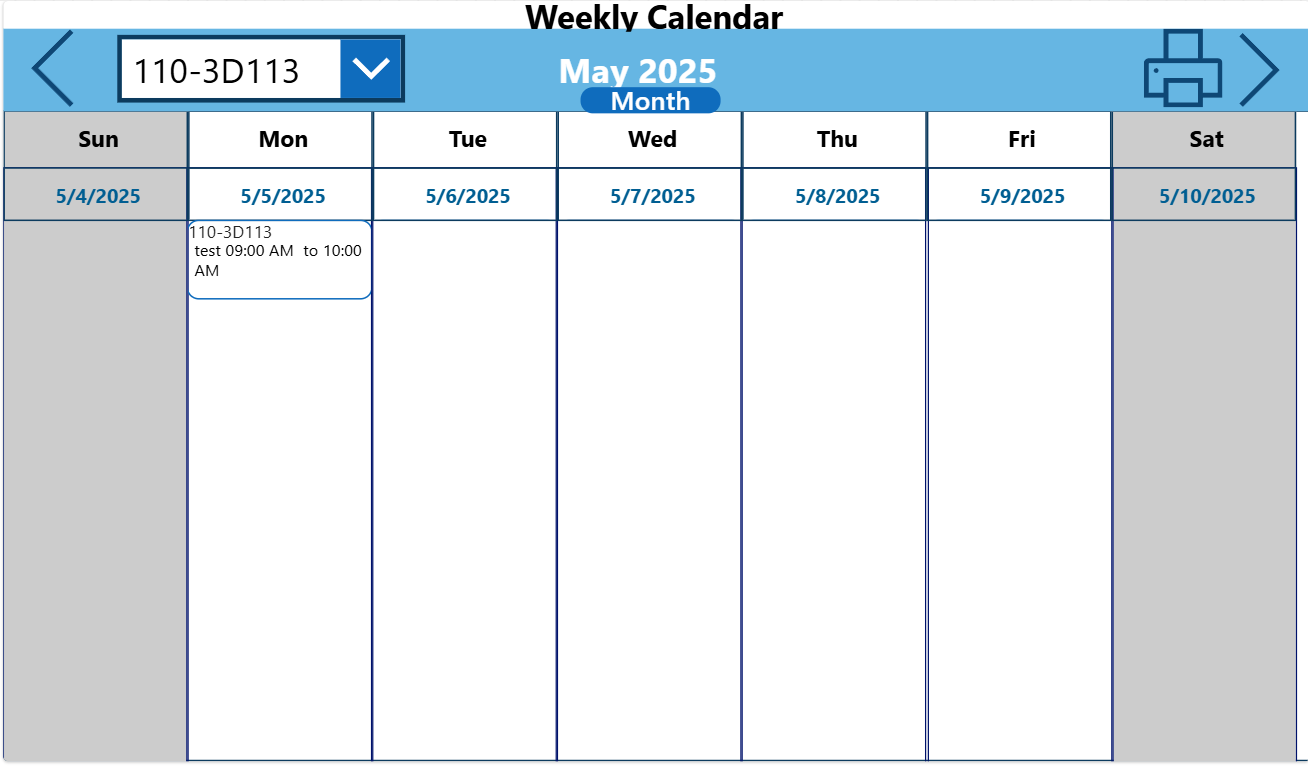 Weekly Calendar
110-3D113
May 2025
Month
Sun Mon Tue Wed Thu Fri Sat
5/4/2025 5/5/2025 5/6/2025 5/7/2025 5/8/2025 5/9/2025 5/10/2025
110-3D113
test 09:00 AM  to 10:00
AM